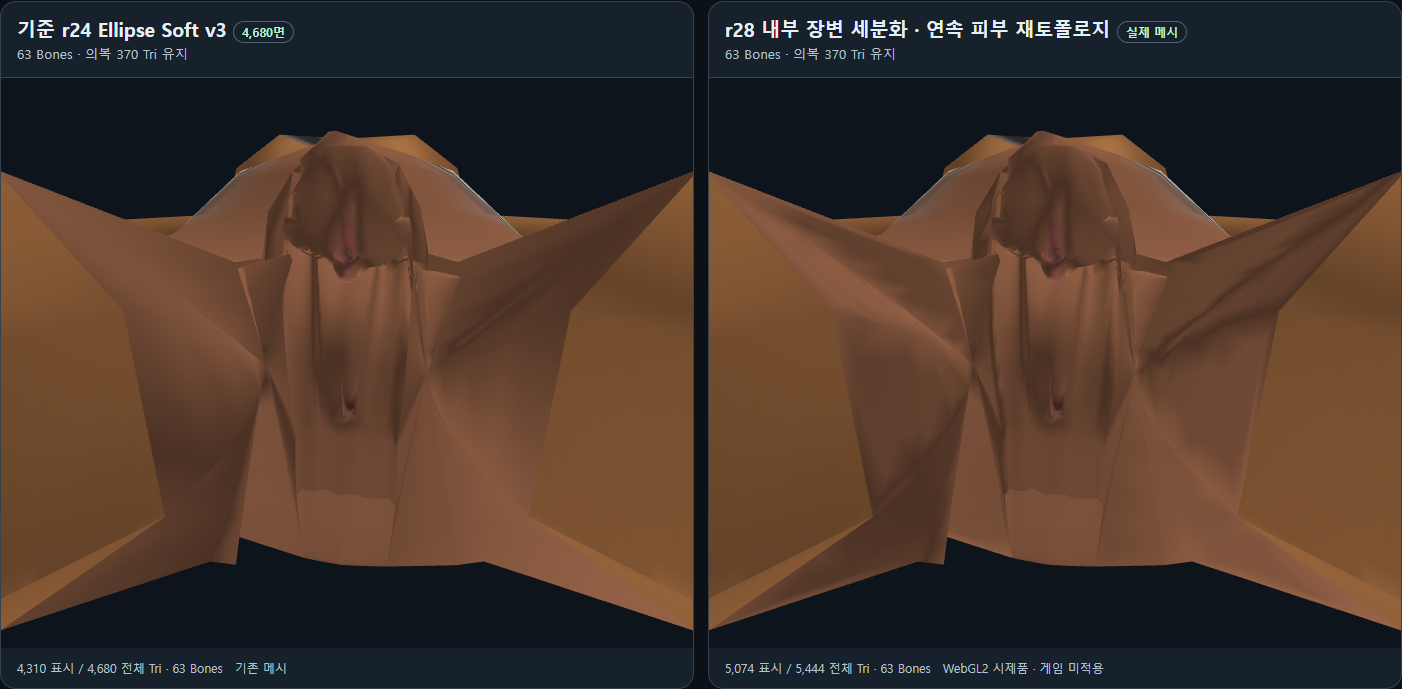 기준 r24 Ellipse Soft v3 4,680면
63 Bones · 의복 370 Tri 유지
r28 내부 장변 세분화 · 연속 피부 재토폴로지 실제 메시
63 Bones · 의복 370 Tri 유지
4,310 표시 / 4,680 전체 Tri · 63 Bones 기존 메시
5,074 표시 / 5,444 전체 Tri · 63 Bones WebGL2 시제품 · 게임 미적용